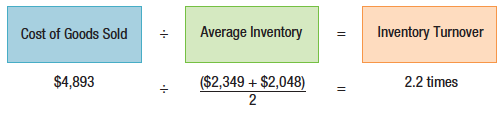 Cost of Goods Sold ÷ Average Inventory = Inventory Turnover
$4,893 ÷ ($2,349 + $2,048) = 2.2 times
2